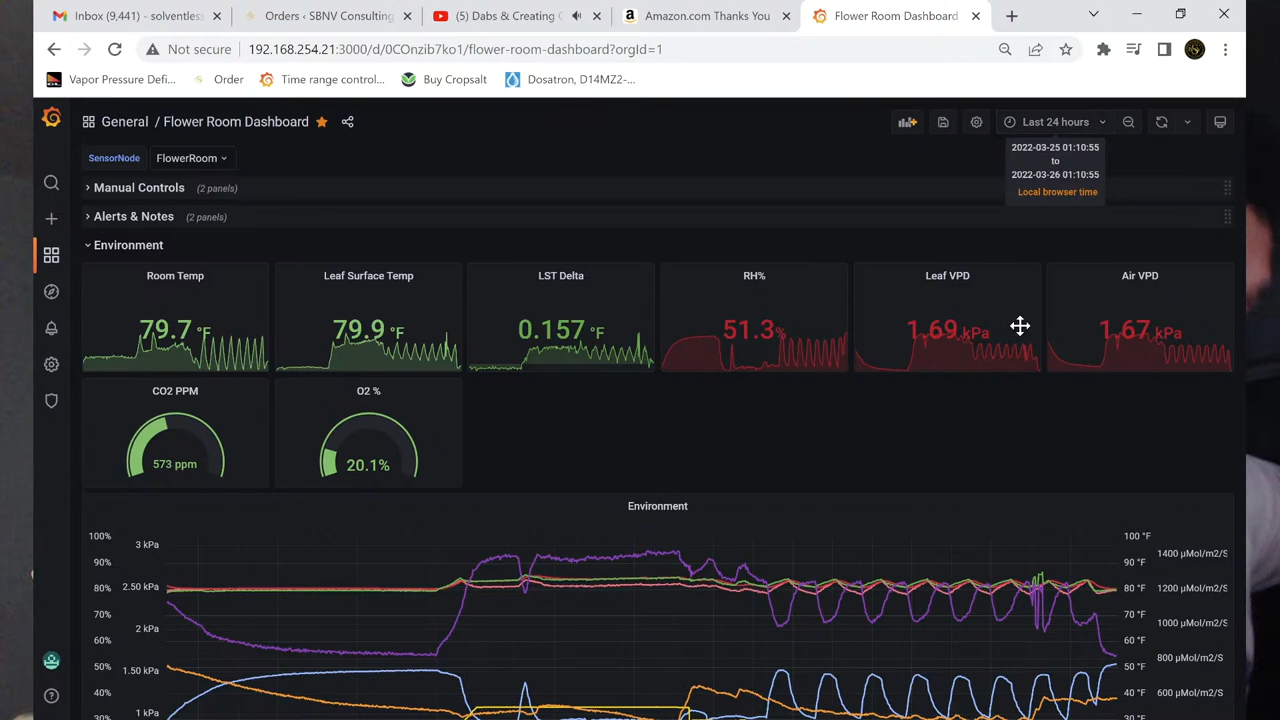 Inbox (9,441) - solventles
Orders ‹ SBNV Consulting
(5) Dabs & Creating C
Amazon.com Thanks You
Flower Room Dashboard
Not secure 192.168.254.21:3000/d/0COnzib7ko1/flower-room-dashboard?orgId=1
Vapor Pressure Defi...
Order
Time range control...
Buy Cropsalt
Dosatron, D14MZ2-...
General / Flower Room Dashboard
Last 24 hours
2022-03-25 01:10:55
to
2022-03-26 01:10:55
Local browser time
SensorNode FlowerRoom
Manual Controls (2 panels)
Alerts & Notes (2 panels)
Environment
Room Temp
79.7 °F
Leaf Surface Temp
79.9 °F
LST Delta
0.157 °F
RH%
51.3%
Leaf VPD
1.69 kPa
Air VPD
1.67 kPa
CO2 PPM
573 ppm
O2 %
20.1%
Environment
100%
90%
80%
70%
60%
50%
40%
30%
3 kPa
2.50 kPa
2 kPa
1.50 kPa
1 kPa
100 °F
90 °F
80 °F
70 °F
60 °F
50 °F
40 °F
1400 μMol/m2/S
1200 μMol/m2/S
1000 μMol/m2/S
800 μMol/m2/S
600 μMol/m2/S